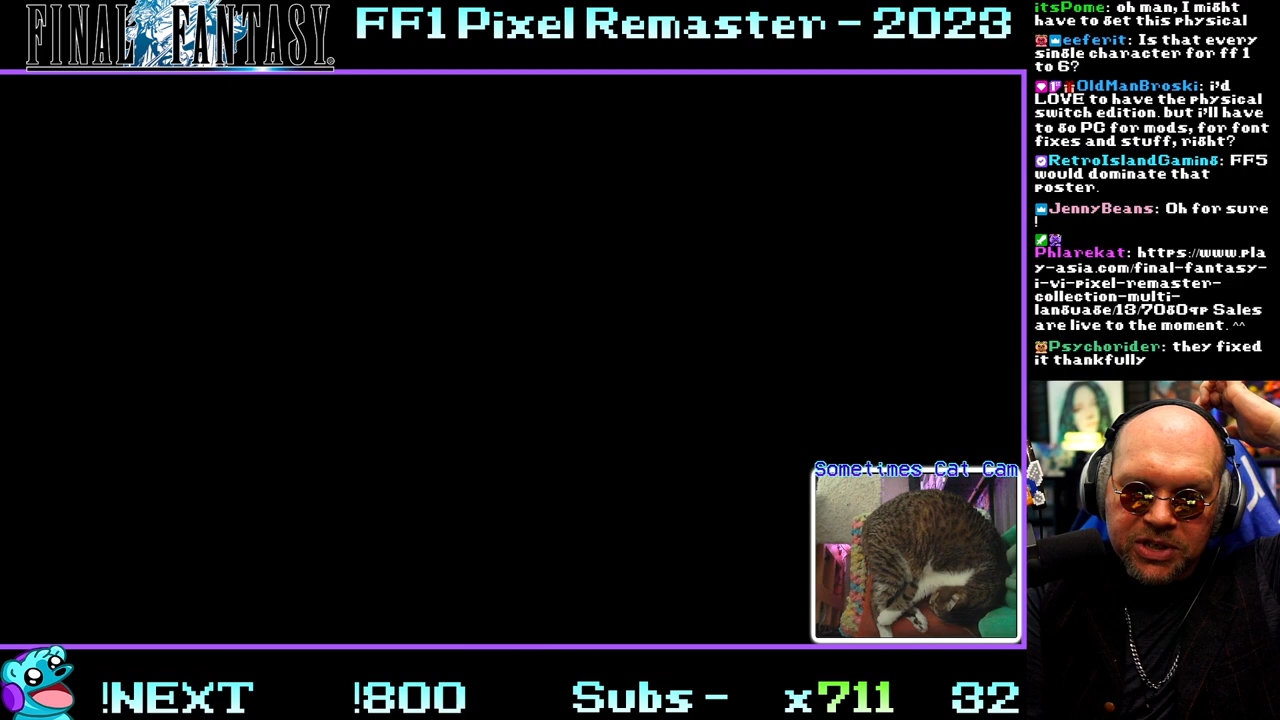 FINAL FANTASY
FF1 Pixel Remaster - 2023
itsPome: oh man, I might
have to get this physical
eeferit: Is that every
single character for ff 1
to 6?
OldManBroski: i'd
LOVE to have the physical
switch edition. but i'll have
to go PC for mods, for font
fixes and stuff, right?
RetroIslandGaming: FF5
would dominate that
poster.
JennyBeans: Oh for sure
!
Phlarekat: https://www.pla
y-asia.com/final-fantasy-
i-vi-pixel-remaster-
collection-multi-
language/13/70g0qp Sales
are live to the moment. ^^
Psychorider: they fixed
it thankfully
Sometimes Cat Cam
!NEXT !800 Subs - x711 32